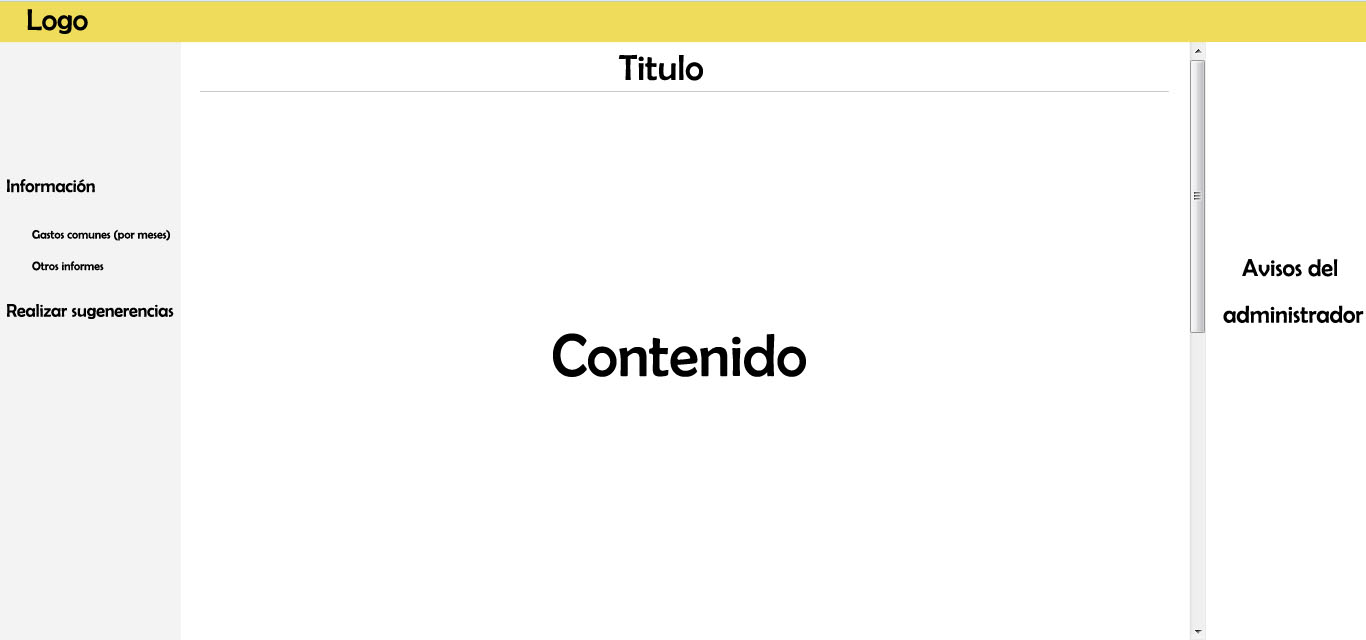 Logo
Titulo
Información
Gastos comunes (por meses)
Otros informes
Realizar sugenerencias
Contenido
Avisos del
administrador